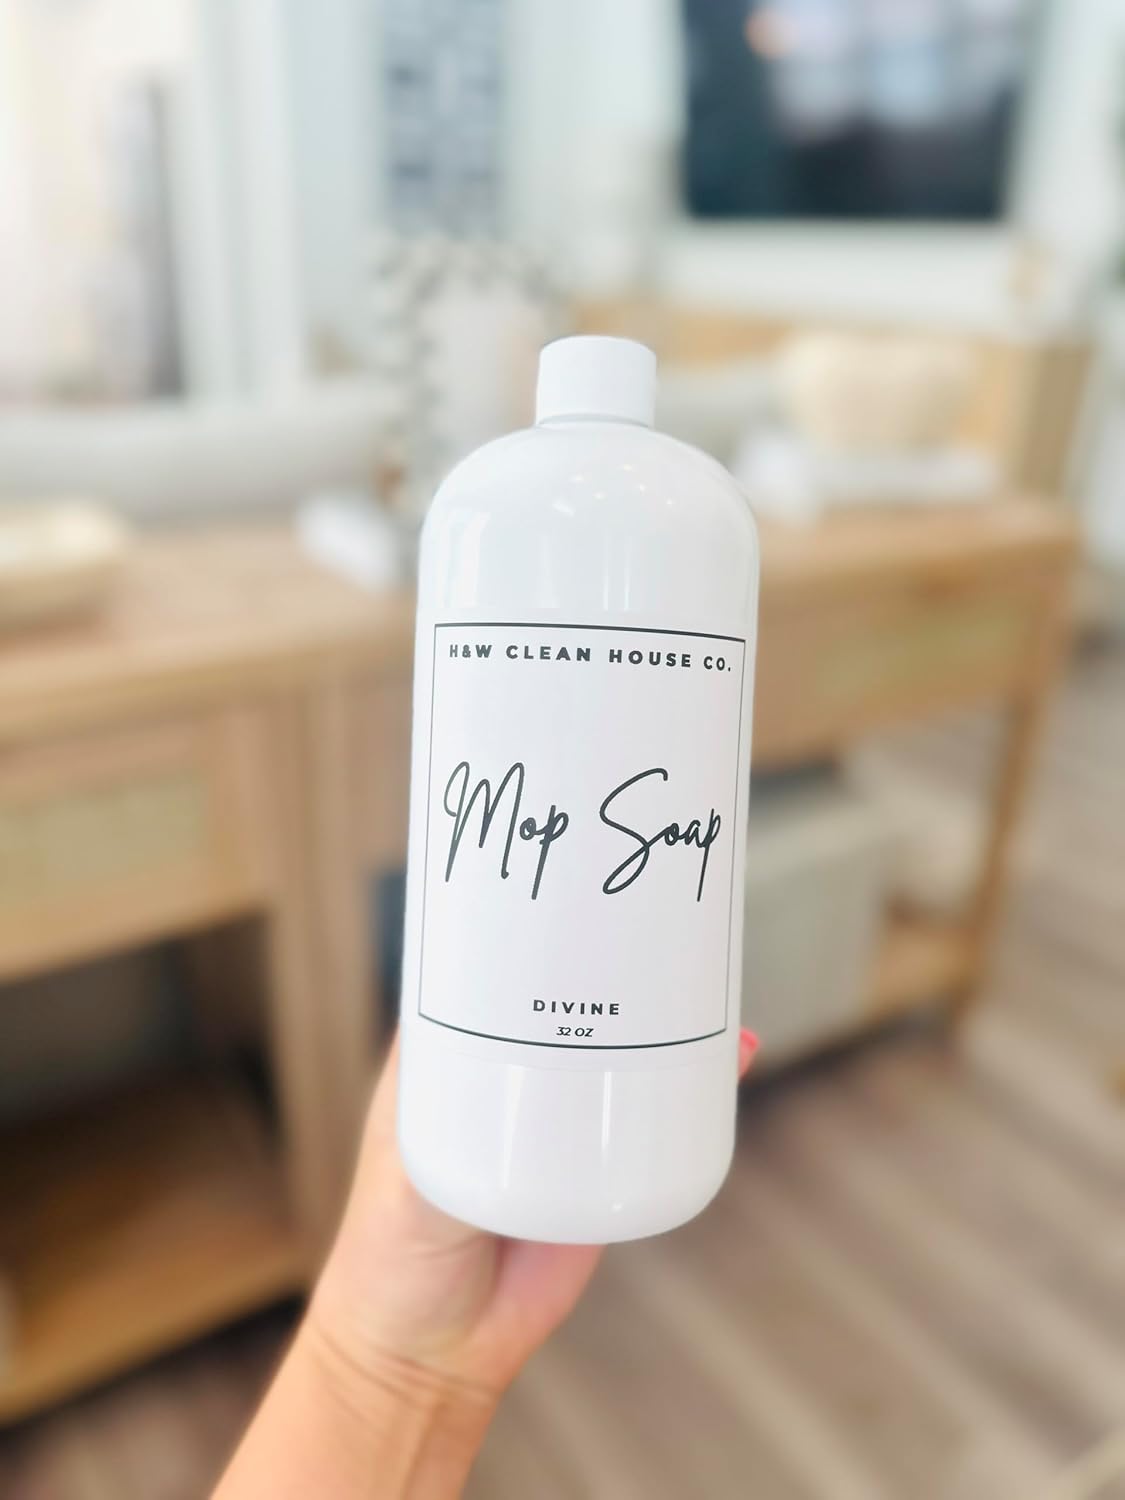 H&W CLEAN HOUSE CO.
Mop Soap
DIVINE
32 OZ